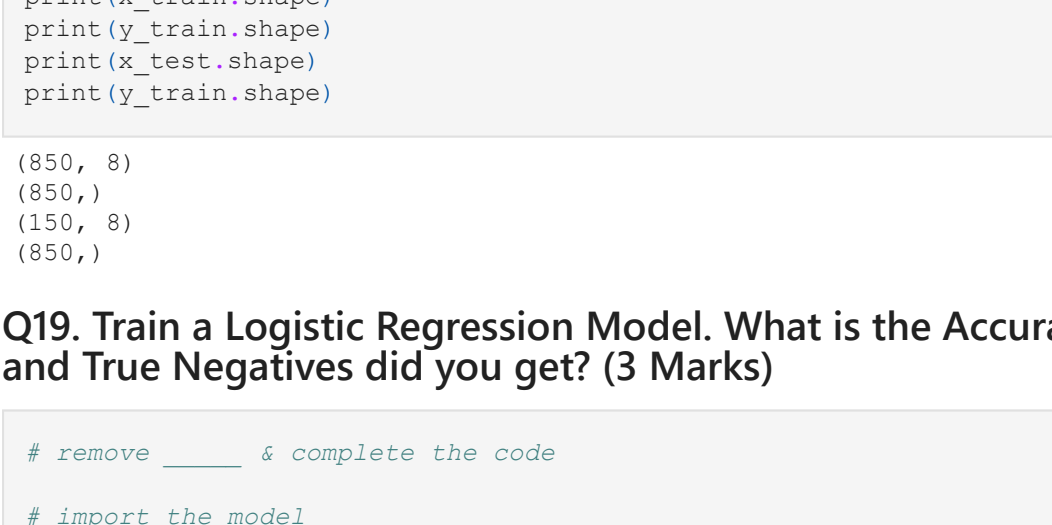 print(x_train.shape)
print(y_train.shape)
print(x_test.shape)
print(y_train.shape)
(850, 8)
(850,)
(150, 8)
(850,)
Q19. Train a Logistic Regression Model. What is the Accura
and True Negatives did you get? (3 Marks)
# remove _____ & complete the code
# import the model